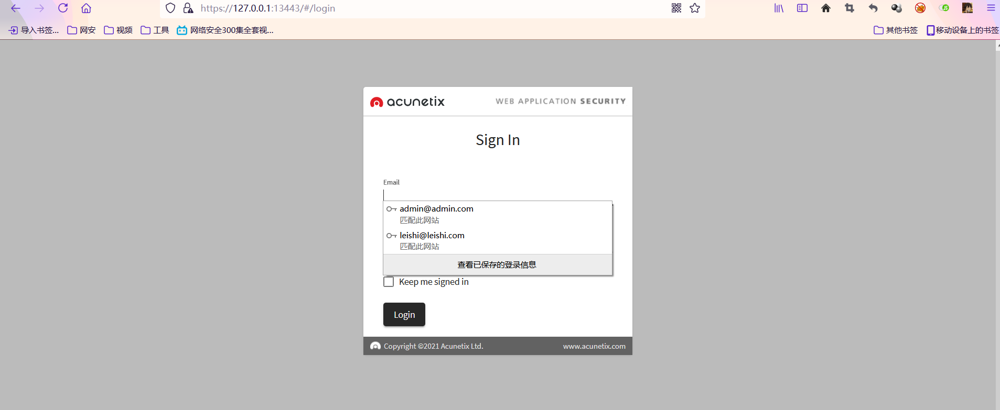 https://127.0.0.1:13443/#/login
导入书签... 网安 视频 工具 网络安全300集全套视... 其他书签 移动设备上的书签
acunetix WEB APPLICATION SECURITY
Sign In
Email
admin@admin.com
匹配此网站
leishi@leishi.com
匹配此网站
查看已保存的登录信息
Keep me signed in
Login
Copyright ©2021 Acunetix Ltd. www.acunetix.com